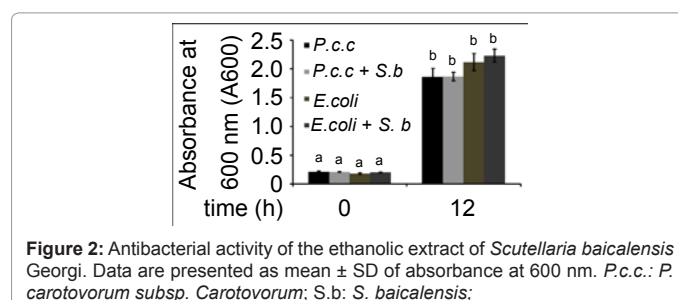 Absorbance at
600 nm (A600)
2.5
2.0
1.5
1.0
0.5
0
P.c.c
P.c.c + S.b
E.coli
E.coli + S. b
a a a a
b b b b
time (h) 0 12
Figure 2: Antibacterial activity of the ethanolic extract of Scutellaria baicalensis
Georgi. Data are presented as mean ± SD of absorbance at 600 nm. P.c.c.: P.
carotovorum subsp. Carotovorum; S.b: S. baicalensis;